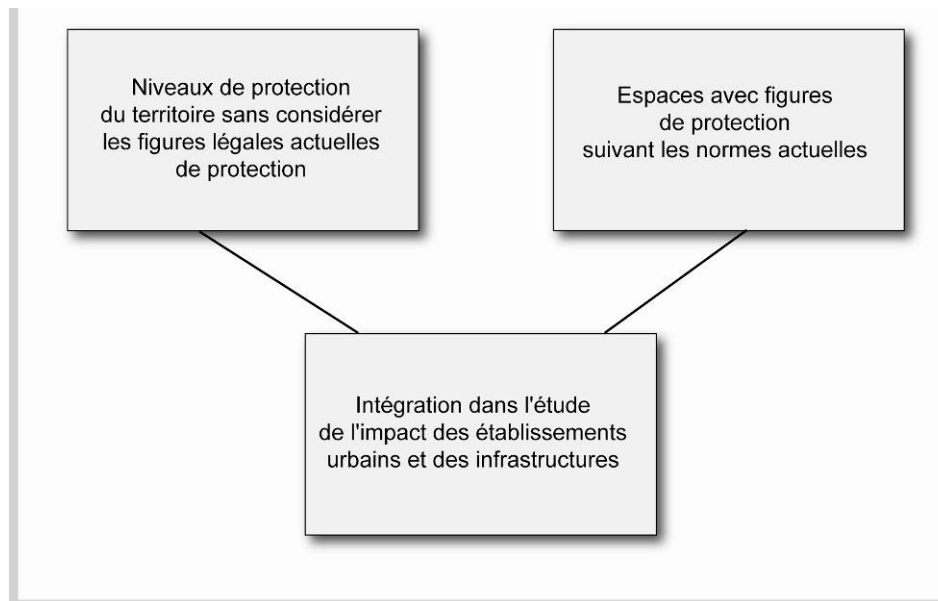 Niveaux de protection
du territoire sans considérer
les figures légales actuelles
de protection
Espaces avec figures
de protection
suivant les normes actuelles
Intégration dans l'étude
de l'impact des établissements
urbains et des infrastructures